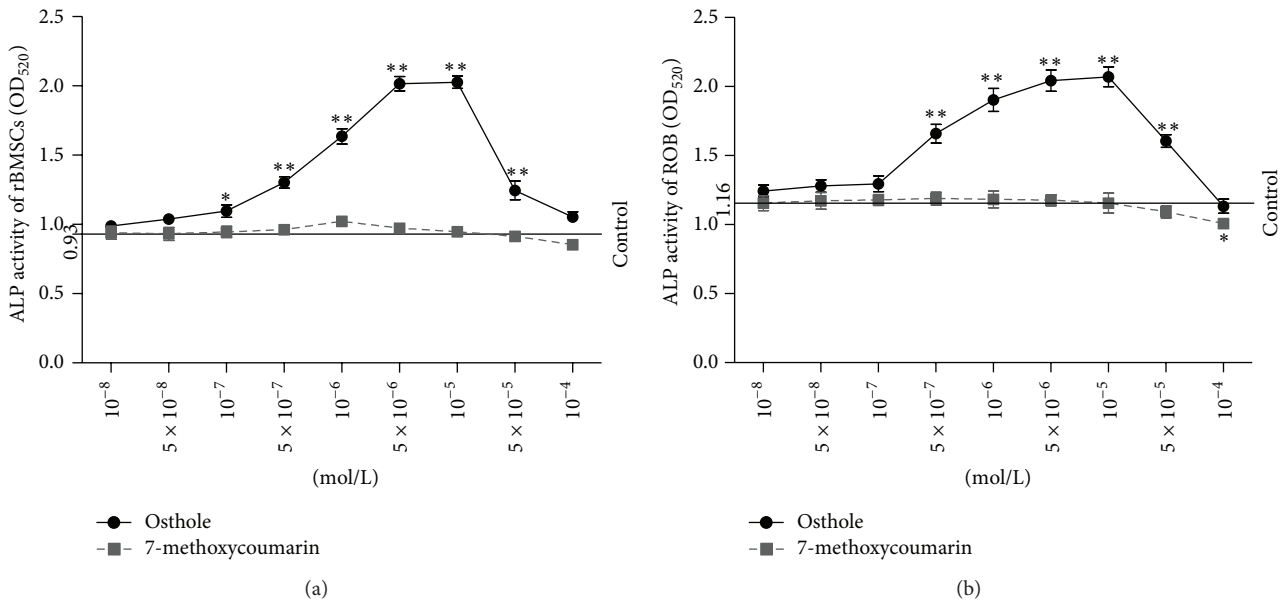 ALP activity of rBMSCs (OD₅₂₀)
2.5
2.0
1.5
1.0
0.93
0.5
0.0
*
**
**
**
**
**
Control
10⁻⁸
5 × 10⁻⁸
10⁻⁷
5 × 10⁻⁷
10⁻⁶
5 × 10⁻⁶
10⁻⁵
5 × 10⁻⁵
10⁻⁴
(mol/L)
Osthole
7-methoxycoumarin
(a)
ALP activity of ROB (OD₅₂₀)
2.5
2.0
1.5
1.16
1.0
0.5
0.0
**
**
**
**
**
*
Control
10⁻⁸
5 × 10⁻⁸
10⁻⁷
5 × 10⁻⁷
10⁻⁶
5 × 10⁻⁶
10⁻⁵
5 × 10⁻⁵
10⁻⁴
(mol/L)
Osthole
7-methoxycoumarin
(b)